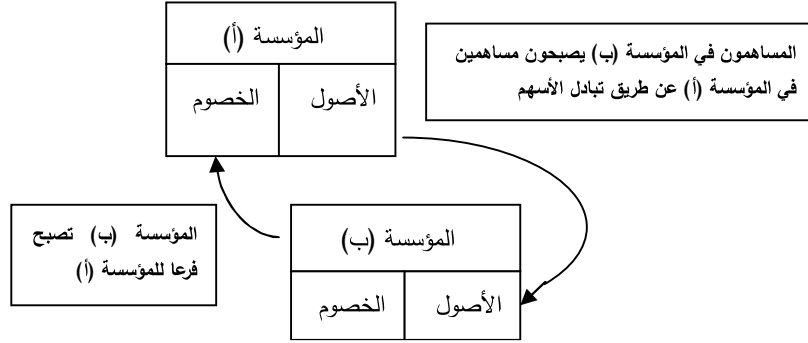 المؤسسة (أ)
الأصول
الخصوم
المساهمون في المؤسسة (ب) يصبحون مساهمين
في المؤسسة (أ) عن طريق تبادل الأسهم
المؤسسة (ب) تصبح
فرعا للمؤسسة (أ)
المؤسسة (ب)
الأصول
الخصوم